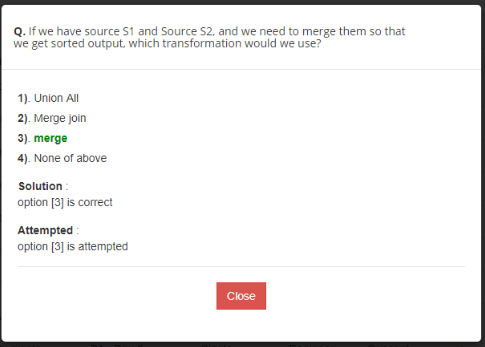 Q. If we have source S1 and Source S2, and we need to merge them so that
we get sorted output, which transformation would we use?
1). Union All
2). Merge join
3). merge
4). None of above
Solution :
option [3] is correct
Attempted :
option [3] is attempted
Close